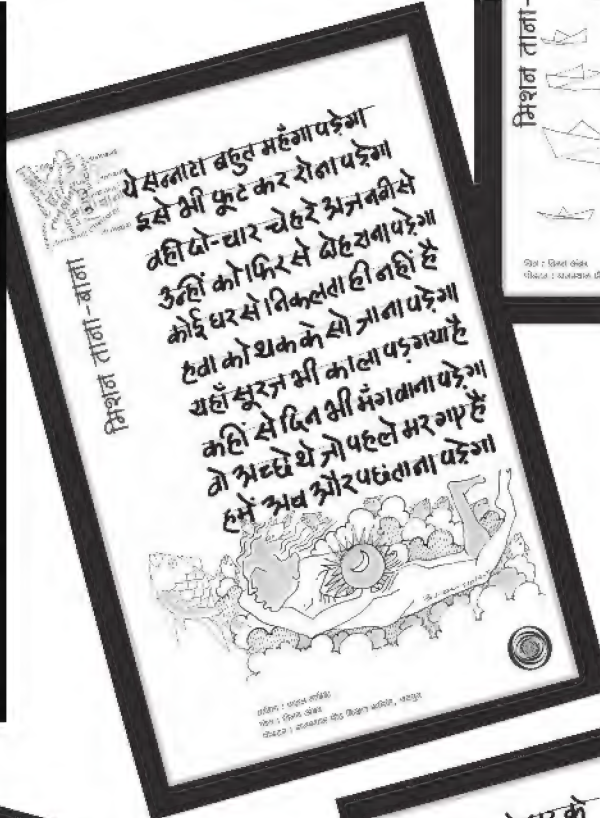 ये सन्नाटा बहुत महँगा पड़ेगा
इसे भी फूट कर रोना पड़ेगा
वही दो-चार चेहरे अजनबी से
उन्हीं को फिर से दोहराना पड़ेगा
कोई घर से निकलता ही नहीं है
हवा को थक के सो जाना पड़ेगा
यहाँ सूरज भी काला पड़ गया है
कहीं से दिन भी मँगवाना पड़ेगा
वो अच्छे थे जो पहले मर गए हैं
हमें अब और पछताना पड़ेगा
मिशन ताना-बाना
मिशन ताना-
को